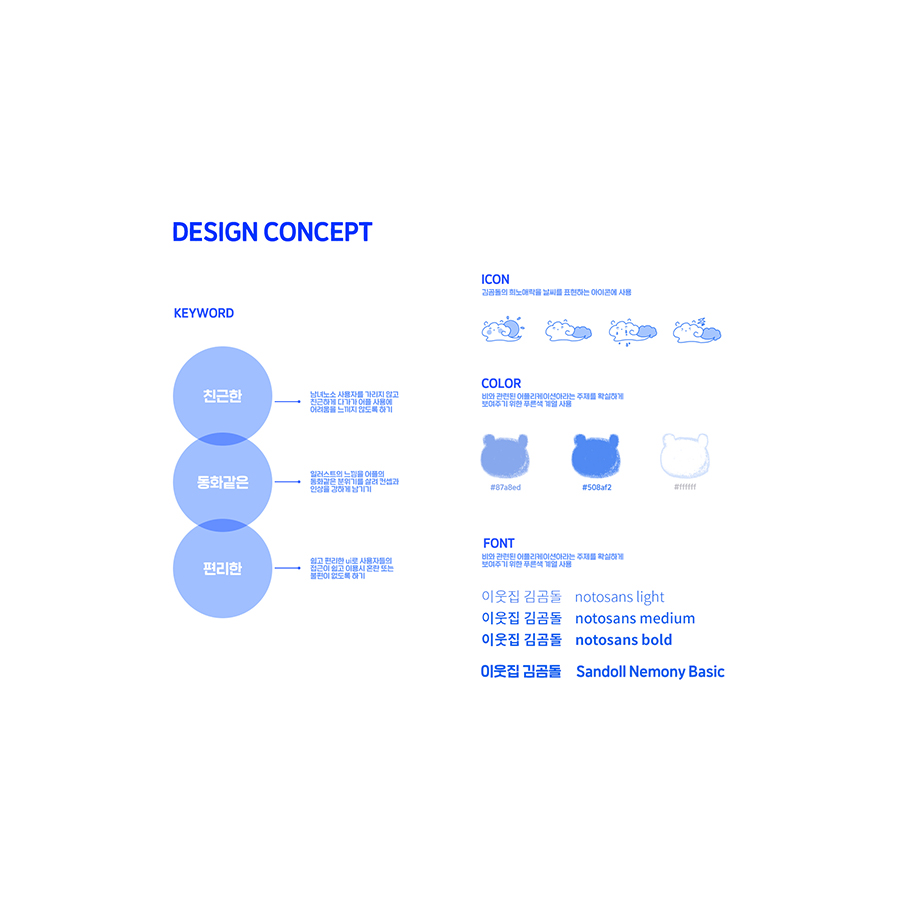 DESIGN CONCEPT
KEYWORD
친근한
남녀노소 사용자를 가리지 않고
친근하게 다가가 어플 사용에
어려움을 느끼지 않도록 하기
동화같은
일러스트의 느낌을 어플의
동화같은 분위기를 살려 컨셉과
인상을 강하게 남기기
편리한
쉽고 편리한 ui로 사용자들의
접근이 쉽고 이용시 혼란 또는
불편이 없도록 하기
ICON
김곰돌의 희노애락을 날씨를 표현하는 아이콘에 사용
COLOR
비와 관련된 어플리케이션이라는 주제를 확실하게
보여주기 위한 푸른색 계열 사용
#87a8ed
#508af2
#ffffff
FONT
비와 관련된 어플리케이션이라는 주제를 확실하게
보여주기 위한 푸른색 계열 사용
이웃집 김곰돌 notosans light
이웃집 김곰돌 notosans medium
이웃집 김곰돌 notosans bold
이웃집 김곰돌 Sandoll Nemony Basic